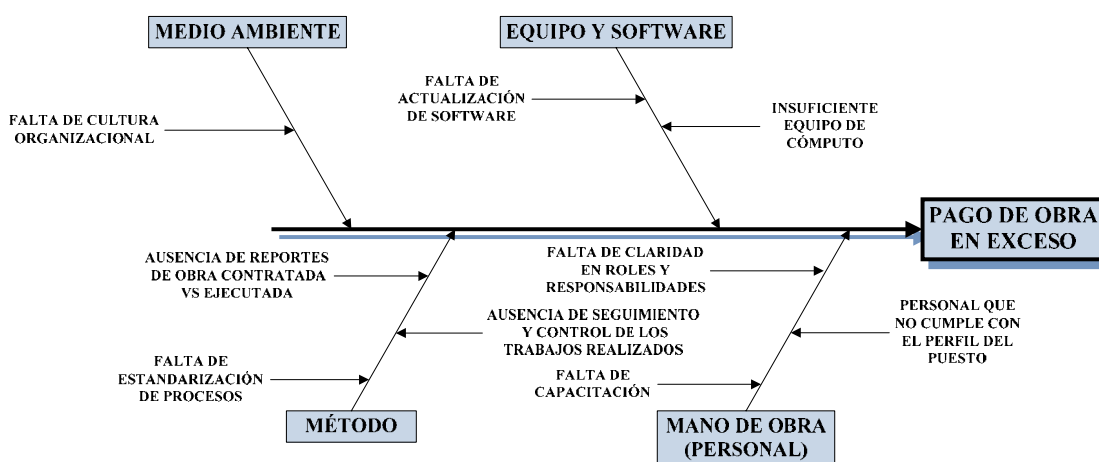 MEDIO AMBIENTE
EQUIPO Y SOFTWARE
FALTA DE CULTURA
ORGANIZACIONAL
FALTA DE
ACTUALIZACIÓN
DE SOFTWARE
INSUFICIENTE
EQUIPO DE
CÓMPUTO
PAGO DE OBRA
EN EXCESO
AUSENCIA DE REPORTES
DE OBRA CONTRATADA
VS EJECUTADA
AUSENCIA DE SEGUIMIENTO
Y CONTROL DE LOS
TRABAJOS REALIZADOS
FALTA DE
ESTANDARIZACIÓN
DE PROCESOS
MÉTODO
FALTA DE CLARIDAD
EN ROLES Y
RESPONSABILIDADES
PERSONAL QUE
NO CUMPLE CON
EL PERFIL DEL
PUESTO
FALTA DE
CAPACITACIÓN
MANO DE OBRA
(PERSONAL)